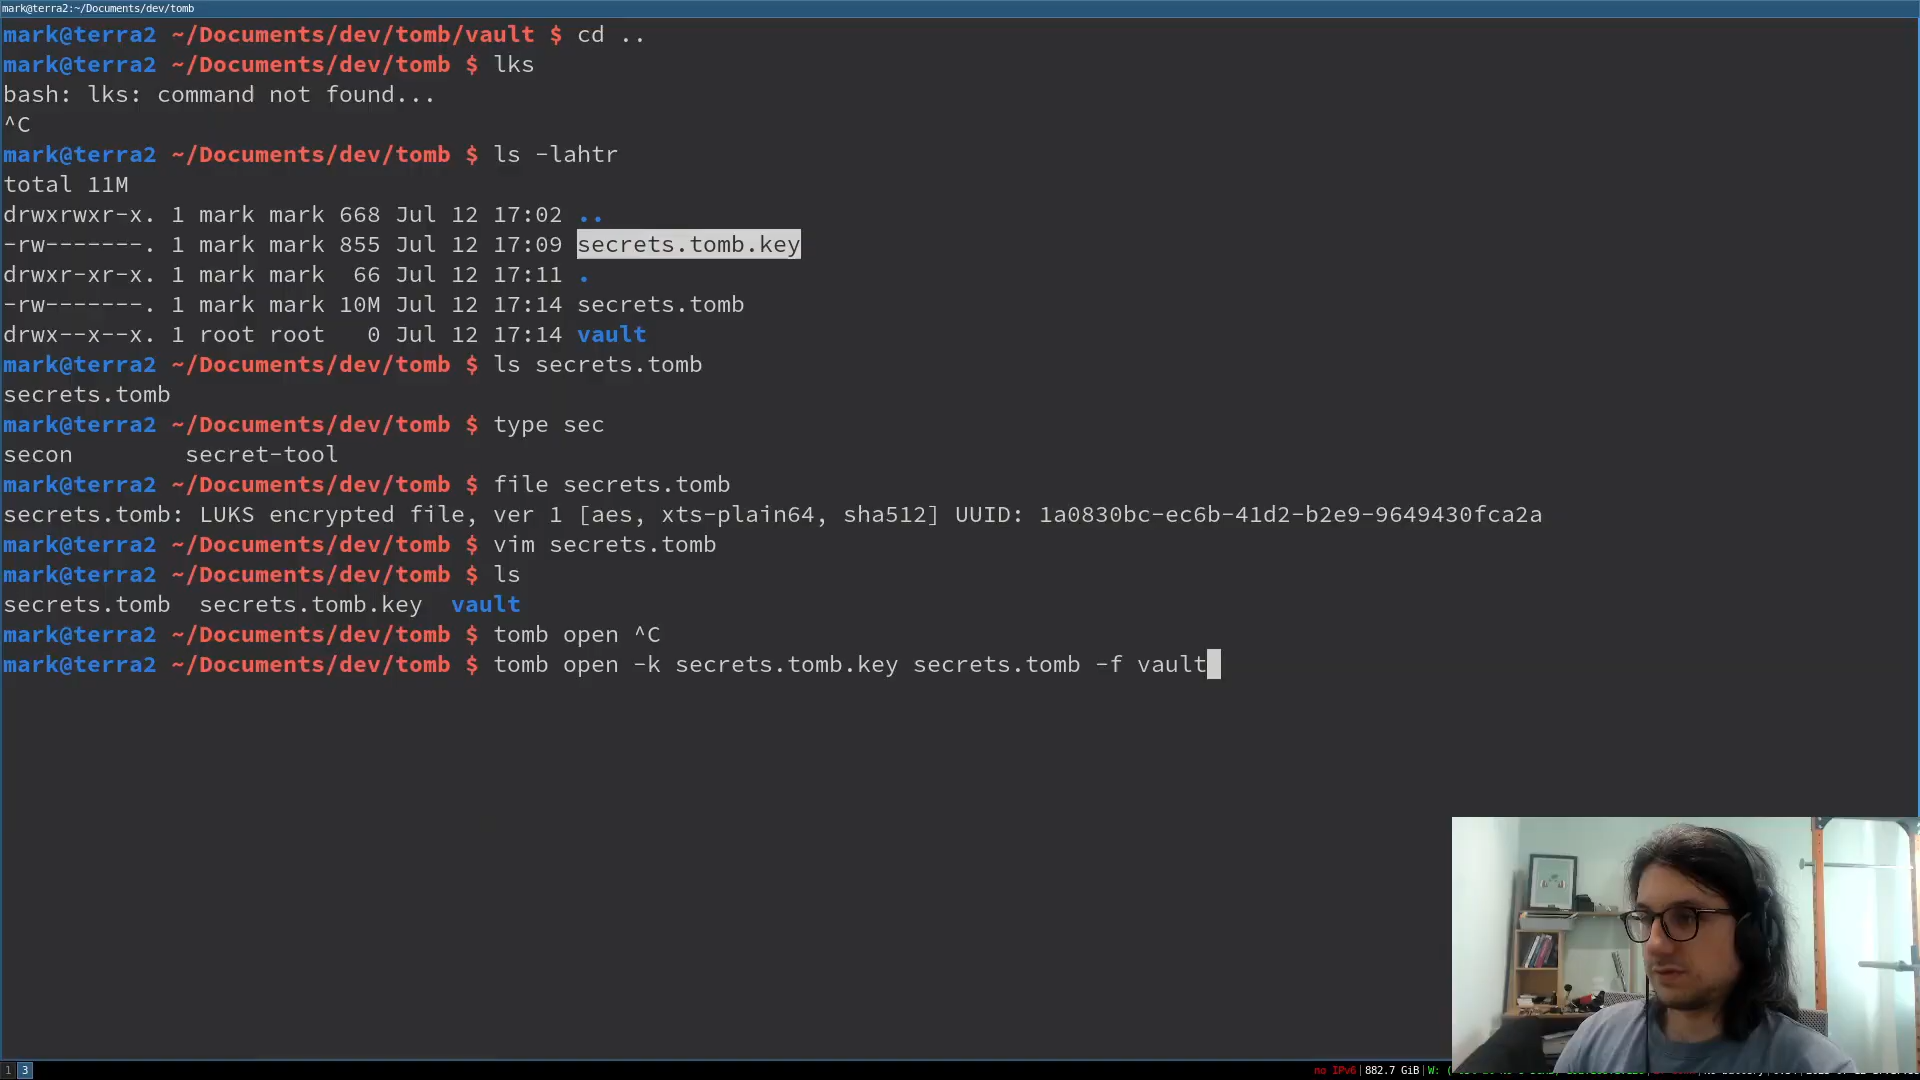 mark@terra2:~/Documents/dev/tomb
mark@terra2 ~/Documents/dev/tomb/vault $ cd ..
mark@terra2 ~/Documents/dev/tomb $ lks
bash: lks: command not found...
^C
mark@terra2 ~/Documents/dev/tomb $ ls -lahtr
total 11M
drwxrwxr-x. 1 mark mark 668 Jul 12 17:02 ..
-rw-------. 1 mark mark 855 Jul 12 17:09 secrets.tomb.key
drwxr-xr-x. 1 mark mark  66 Jul 12 17:11 .
-rw-------. 1 mark mark 10M Jul 12 17:14 secrets.tomb
drwx--x--x. 1 root root   0 Jul 12 17:14 vault
mark@terra2 ~/Documents/dev/tomb $ ls secrets.tomb
secrets.tomb
mark@terra2 ~/Documents/dev/tomb $ type sec
secon        secret-tool
mark@terra2 ~/Documents/dev/tomb $ file secrets.tomb
secrets.tomb: LUKS encrypted file, ver 1 [aes, xts-plain64, sha512] UUID: 1a0830bc-ec6b-41d2-b2e9-9649430fca2a
mark@terra2 ~/Documents/dev/tomb $ vim secrets.tomb
mark@terra2 ~/Documents/dev/tomb $ ls
secrets.tomb  secrets.tomb.key  vault
mark@terra2 ~/Documents/dev/tomb $ tomb open ^C
mark@terra2 ~/Documents/dev/tomb $ tomb open -k secrets.tomb.key secrets.tomb -f vault
1 3 no IPv6|882.7 GiB|W: